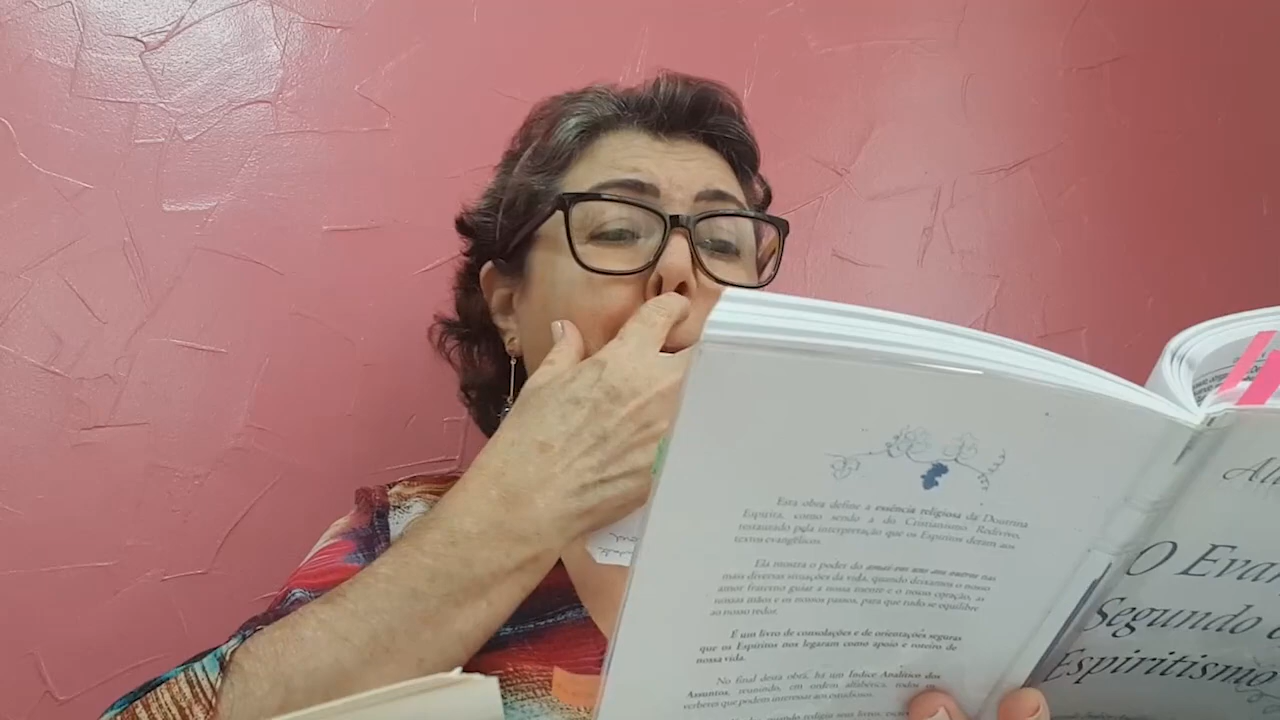 Esta obra define a essência religiosa da Doutrina
Espírita, como sendo a do Cristianismo Redivivo,
restaurado pela interpretação que os Espíritos deram aos
textos evangélicos.
Ela mostra o poder do amai-vos uns aos outros nas
mais diversas situações da vida, quando deixamos o nosso
amor fraterno guiar a nossa mente e o nosso coração, as
nossas mãos e os nossos passos, para que tudo se equilibre
ao nosso redor.
É um livro de consolações e de orientações seguras
que os Espíritos nos legaram como apoio e roteiro de
nossa vida.
No final desta obra, há um Índice Analítico dos
Assuntos, reunindo, em ordem alfabética, todos os
verbetes que podem interessar aos estudiosos.
O Evan
Segundo o
Espiritismo